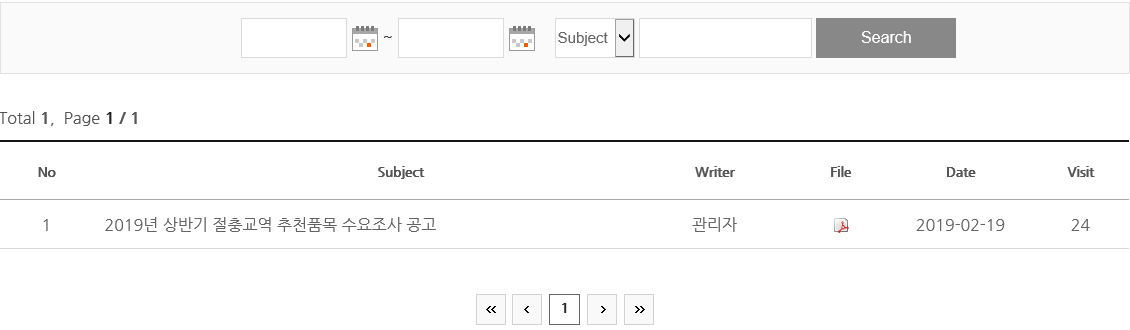 ~ Subject Search
Total 1, Page 1 / 1
No Subject Writer File Date Visit
1 2019년 상반기 절충교역 추천품목 수요조사 공고 관리자 2019-02-19 24
« ‹ 1 › »